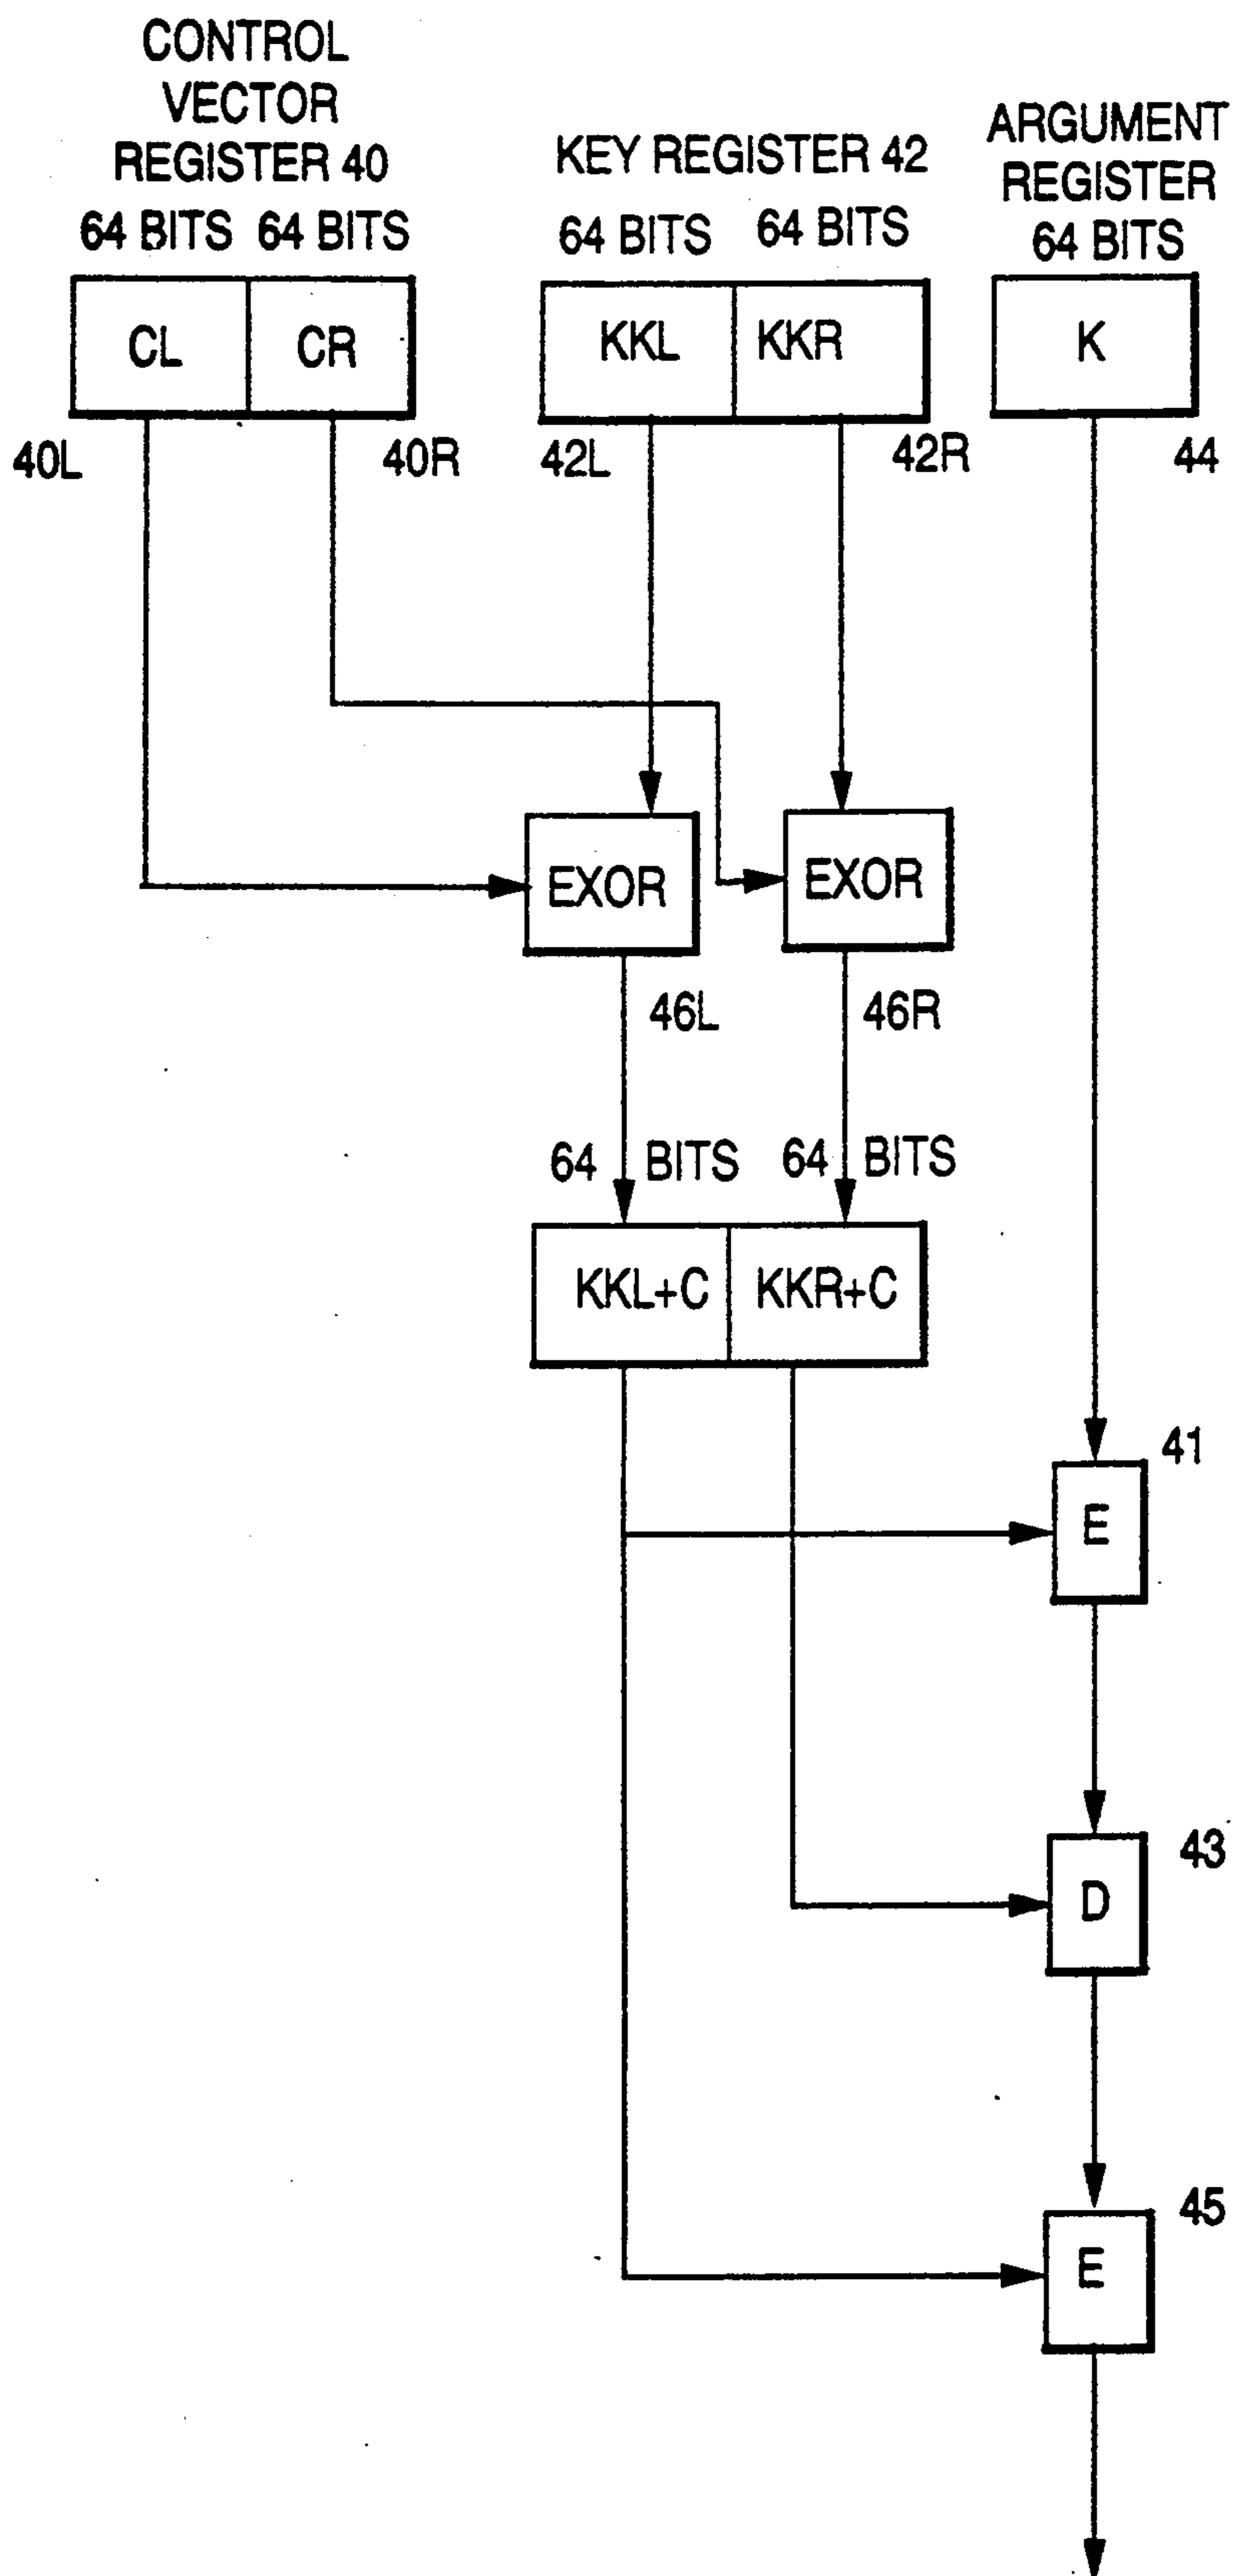 CONTROL
VECTOR
REGISTER 40
64 BITS 64 BITS
KEY REGISTER 42
64 BITS 64 BITS
ARGUMENT
REGISTER
64 BITS
CL CR
KKL KKR
K
40L 40R 42L 42R 44
EXOR EXOR
46L 46R
64 BITS 64 BITS
KKL+C KKR+C
41
E
43
D
45
E